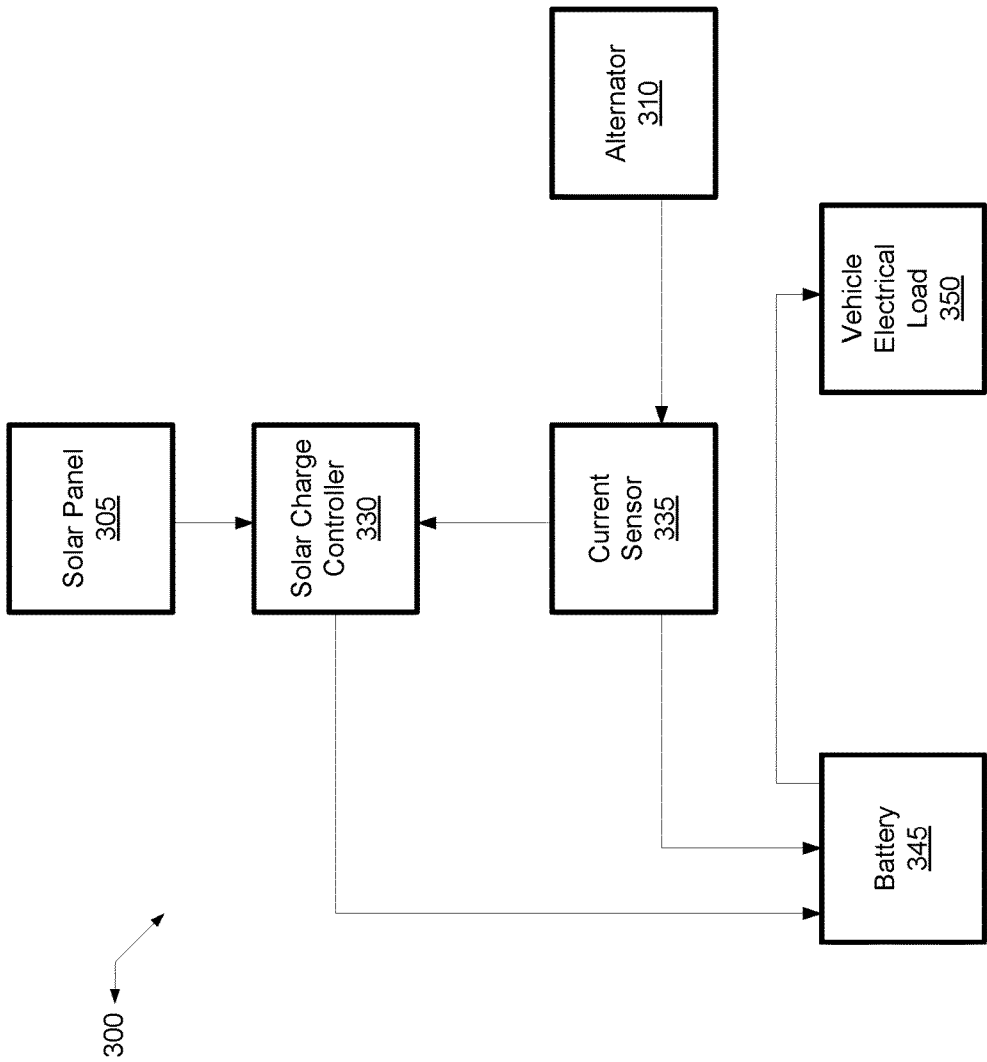 300
Solar Panel
305
Solar Charge
Controller
330
Current
Sensor
335
Alternator
310
Battery
345
Vehicle
Electrical
Load
350